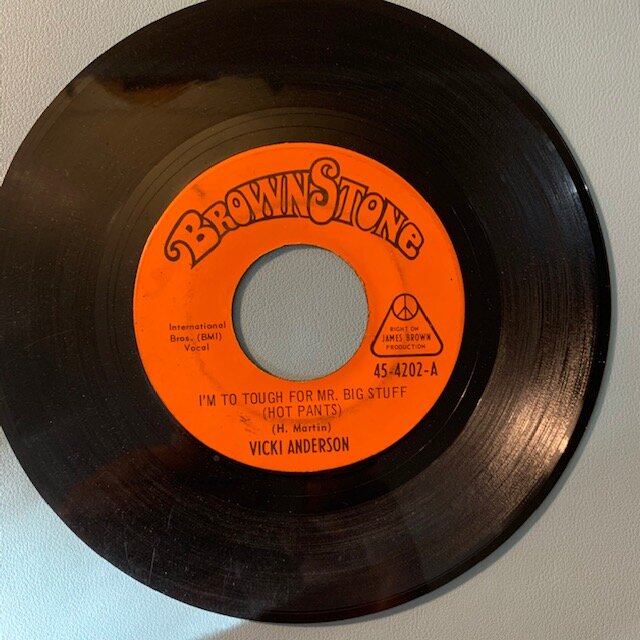 BROWNSTONE
International
Bros. (BMI)
Vocal
RIGHT ON
JAMES BROWN
PRODUCTION
45-4202-A
I'M TO TOUGH FOR MR. BIG STUFF
(HOT PANTS)
(H. Martin)
VICKI ANDERSON